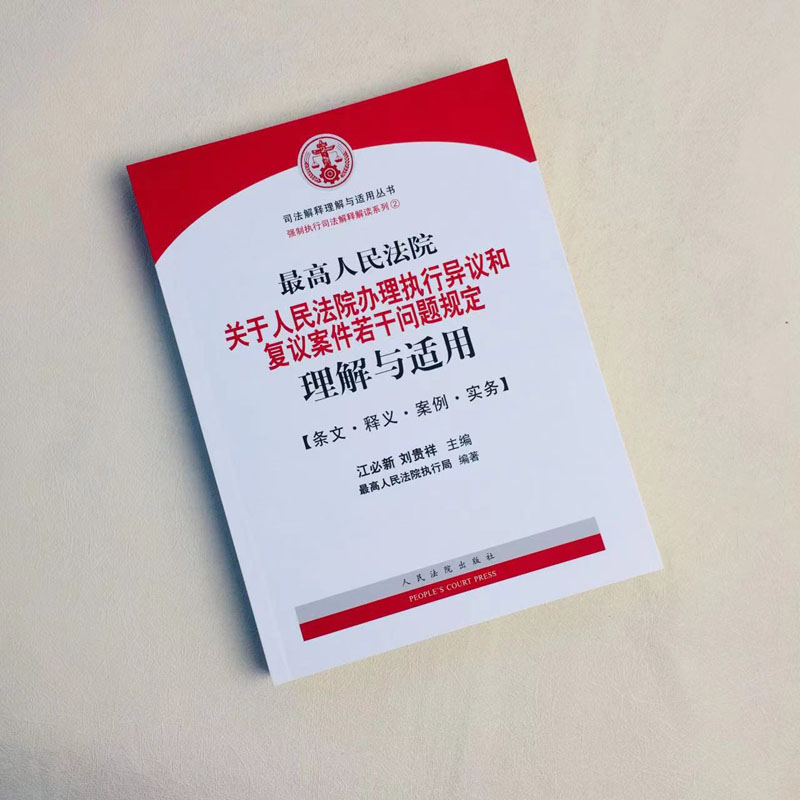 司法解释理解与适用丛书
强制执行司法解释解读系列②
最高人民法院
关于人民法院办理执行异议和
复议案件若干问题规定
理解与适用
【条文·释义·案例·实务】
江必新 刘贵祥 主编
最高人民法院执行局 编著
人民法院出版社
PEOPLE'S COURT PRESS